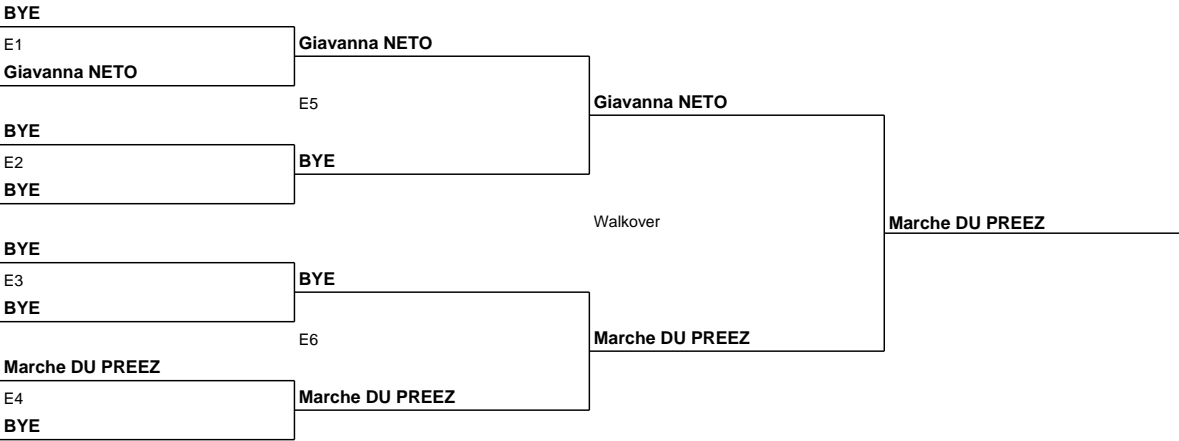 BYE
E1
Giavanna NETO
Giavanna NETO
E5
Giavanna NETO
BYE
E2
BYE
BYE
Walkover
Marche DU PREEZ
BYE
E3
BYE
BYE
E6
Marche DU PREEZ
Marche DU PREEZ
E4
Marche DU PREEZ
BYE